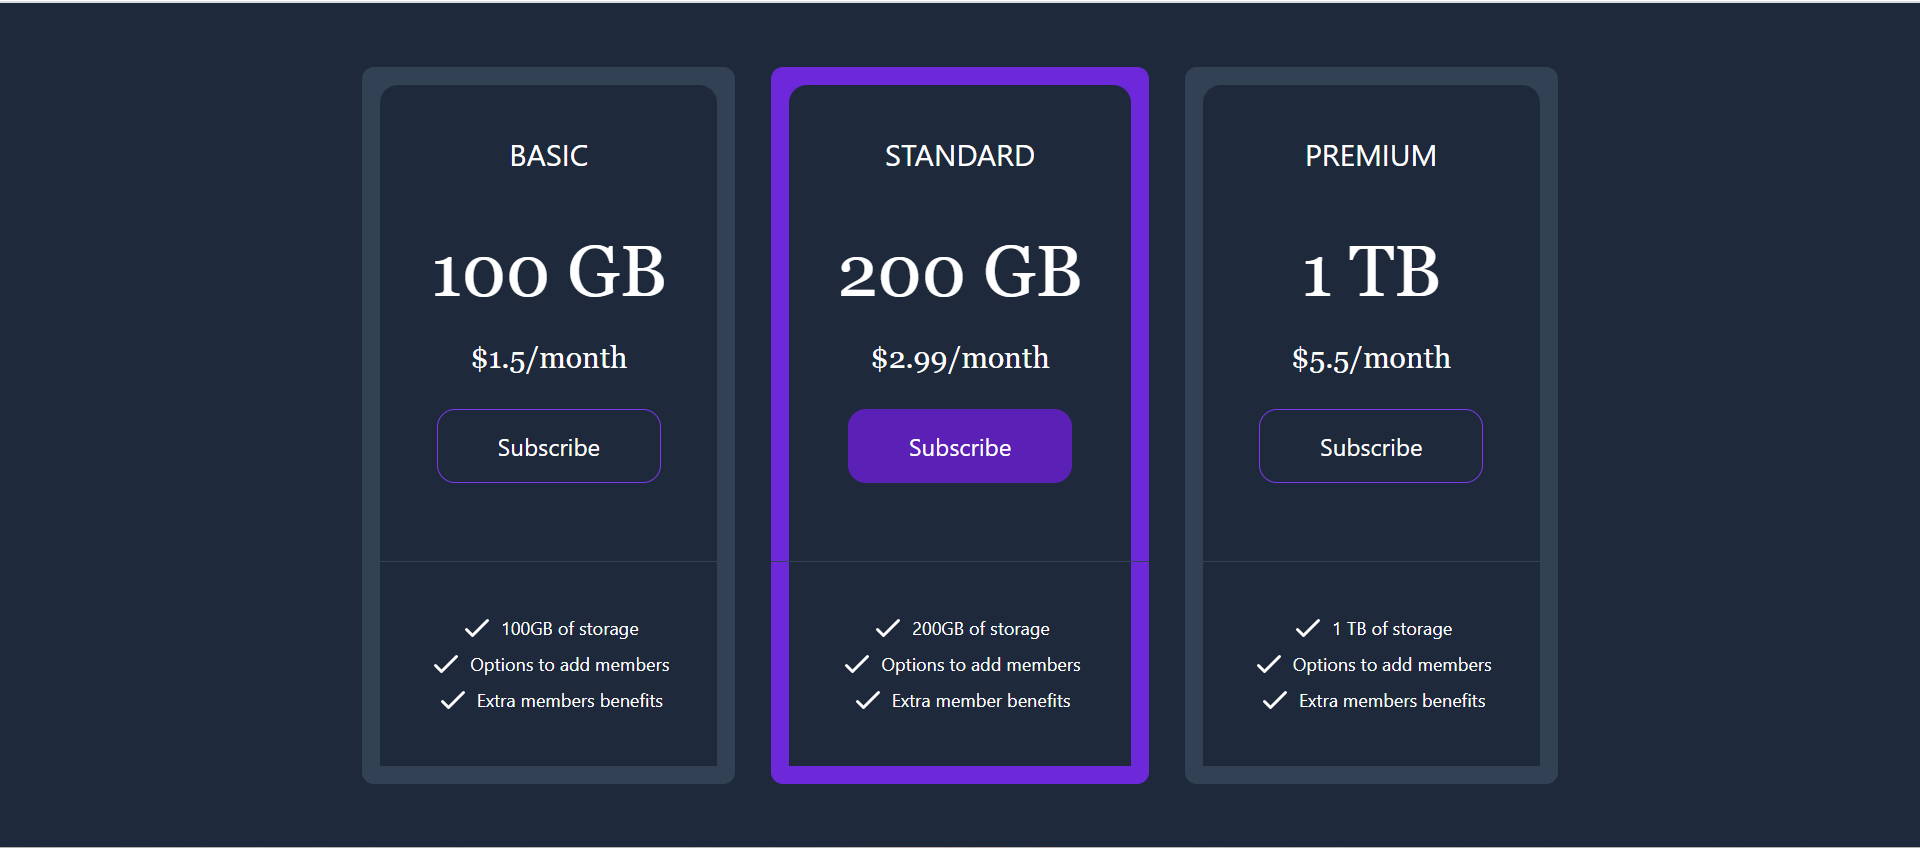 BASIC
100 GB
$1.5/month
Subscribe
100GB of storage
Options to add members
Extra members benefits
STANDARD
200 GB
$2.99/month
Subscribe
200GB of storage
Options to add members
Extra member benefits
PREMIUM
1 TB
$5.5/month
Subscribe
1 TB of storage
Options to add members
Extra members benefits